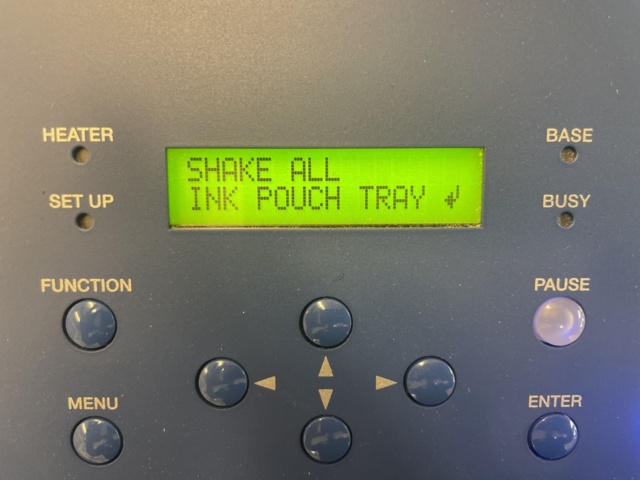 HEATER
BASE
SHAKE ALL
INK POUCH TRAY ↲
SET UP
BUSY
FUNCTION
PAUSE
MENU
ENTER